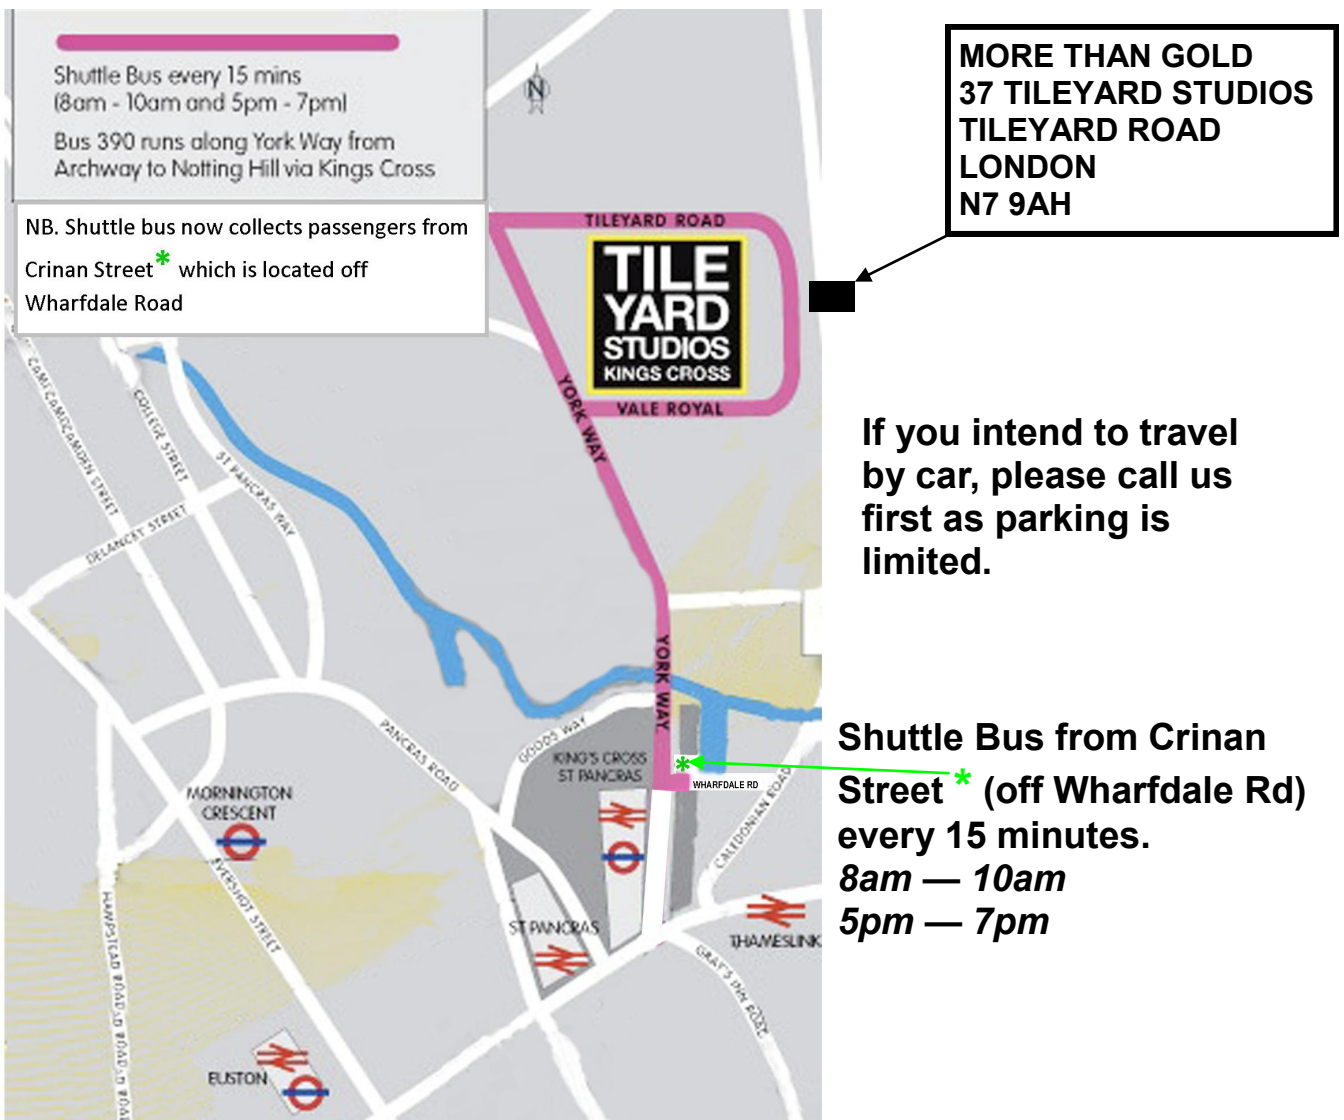 Shuttle Bus every 15 mins
(8am - 10am and 5pm - 7pm)
Bus 390 runs along York Way from
Archway to Notting Hill via Kings Cross
NB. Shuttle bus now collects passengers from
Crinan Street* which is located off
Wharfdale Road
N
MORE THAN GOLD
37 TILEYARD STUDIOS
TILEYARD ROAD
LONDON
N7 9AH
TILEYARD ROAD
TILE
YARD
STUDIOS
KINGS CROSS
VALE ROYAL
YORK WAY
If you intend to travel
by car, please call us
first as parking is
limited.
CAMDEN STREET
COLLEGE STREET
ST PANCRAS WAY
DELANCEY STREET
YORK WAY
PANCRAS ROAD
GOODS WAY
KING'S CROSS
ST PANCRAS
*
WHARFDALE RD
CALEDONIAN ROAD
Shuttle Bus from Crinan
Street * (off Wharfdale Rd)
every 15 minutes.
8am — 10am
5pm — 7pm
MORNINGTON
CRESCENT
EVERSHOT STREET
HAMPSTEAD ROAD
ST PANCRAS
THAMESLINK
GRAY'S INN ROAD
EUSTON